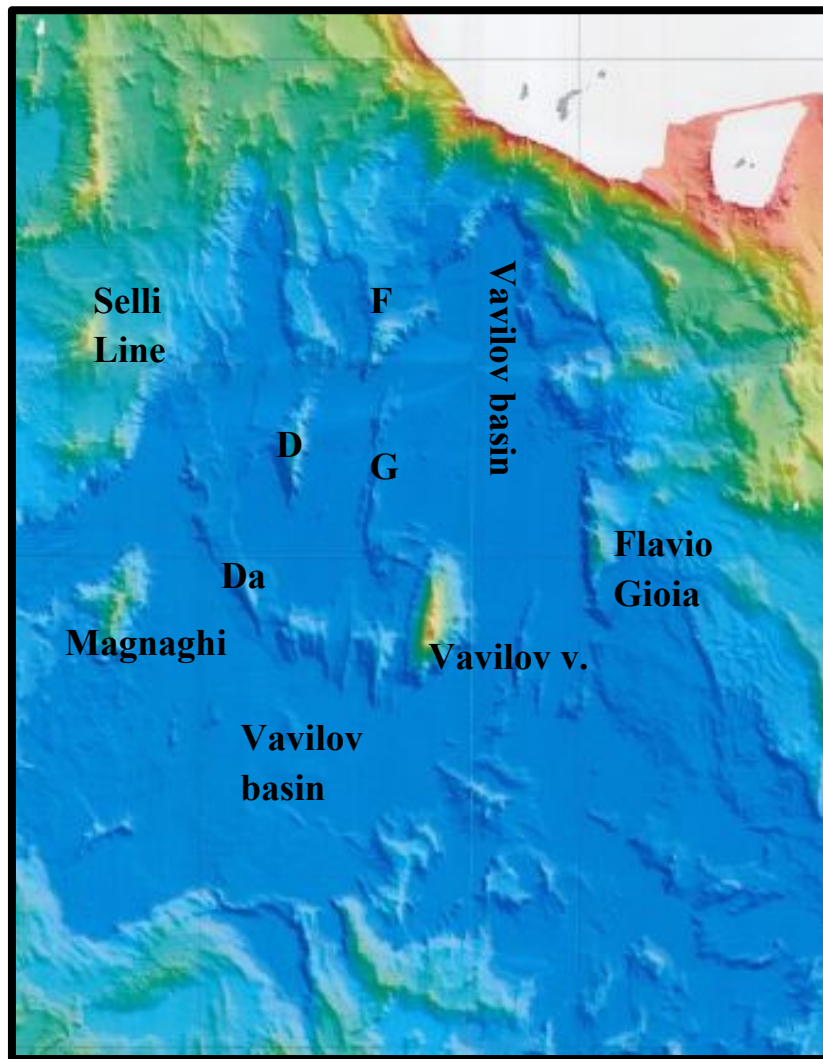 Selli
Line
F
Vavilov basin
D
G
Flavio
Gioia
Da
Magnaghi
Vavilov v.
Vavilov
basin